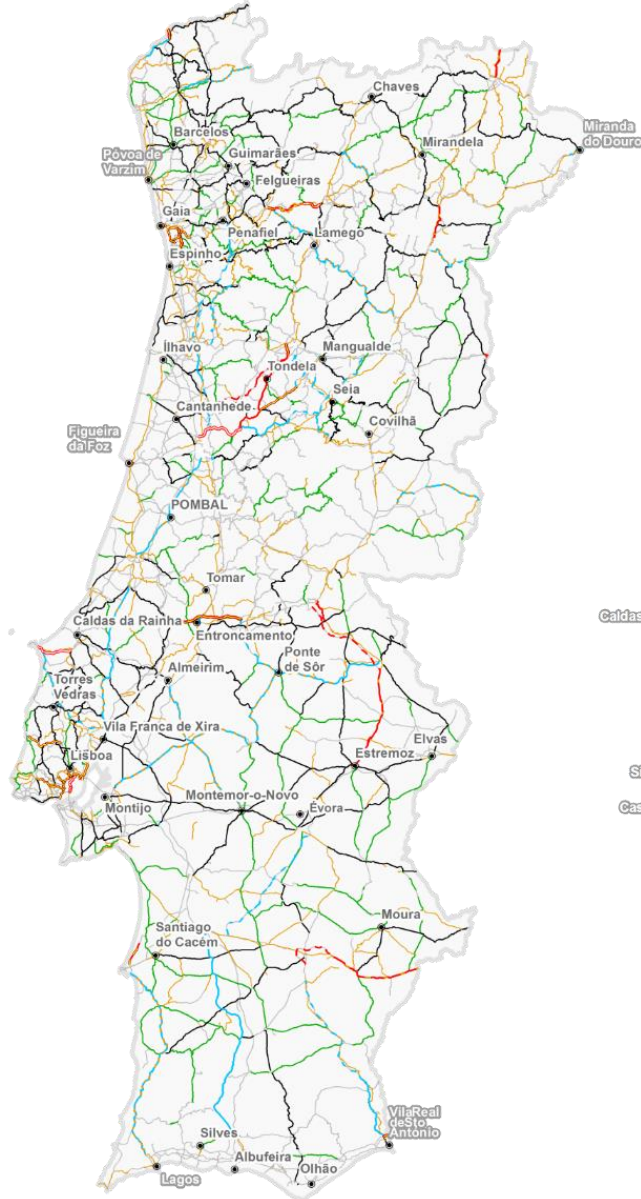 Chaves
Miranda
do Douro
Barcelos
Mirandela
Póvoa de
Varzim
Guimarães
Felgueiras
Gaia
Penafiel
Lamego
Espinho
Ílhavo
Mangualde
Tondela
Seia
Cantanhede
Covilhã
Figueira
da Foz
POMBAL
Tomar
Caldas da Rainha
Caldas
Entroncamento
Almeirim
Ponte
de Sôr
Torres
Vedras
Vila Franca de Xira
Elvas
Lisboa
Estremoz
Montijo
Montemor-o-Novo
Évora
Cas
Moura
Santiago
do Cacém
Vila Real
de Sto
António
Silves
Albufeira
Olhão
Lagos